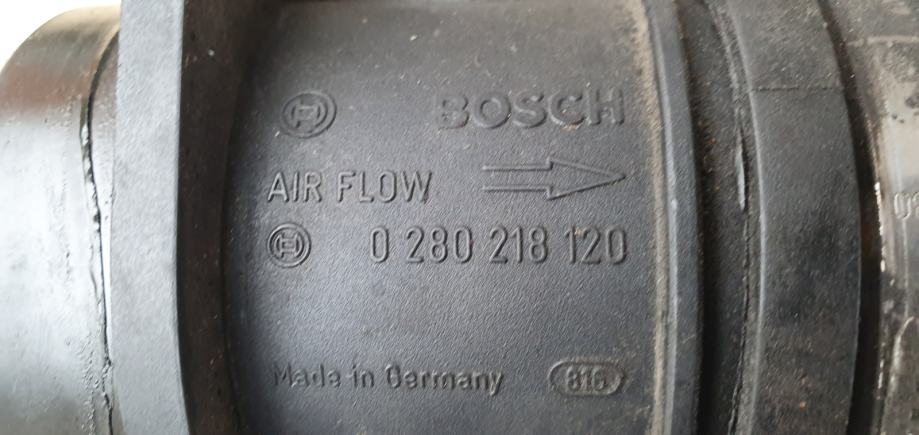 BOSCH
AIR FLOW
0 280 218 120
Made in Germany 816